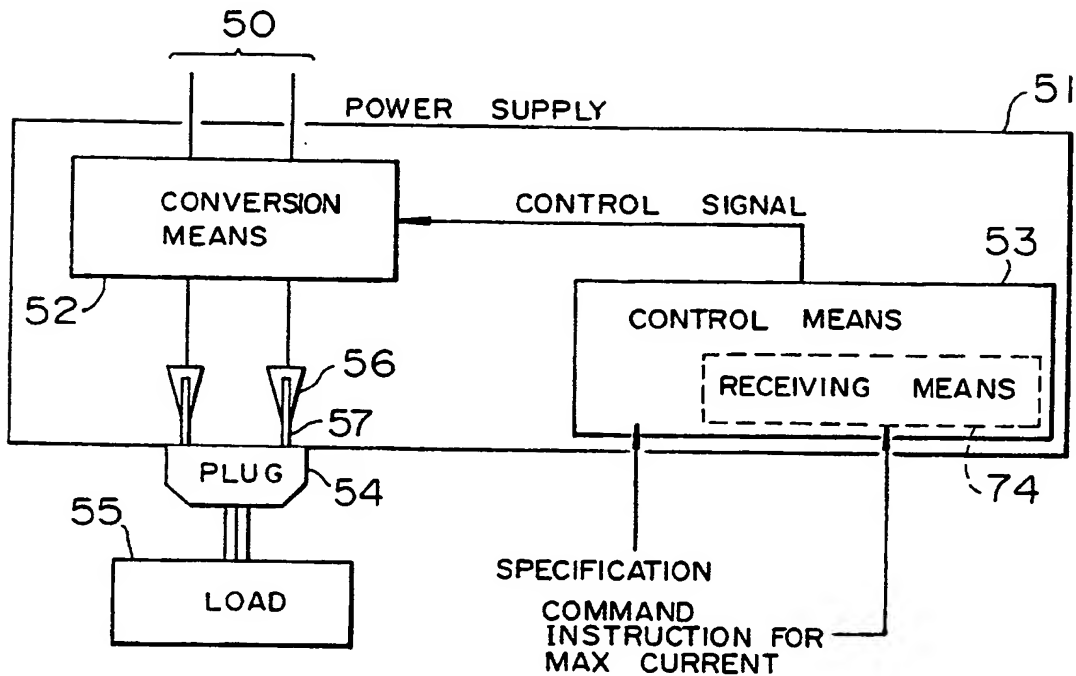 50
POWER SUPPLY
51
CONVERSION
MEANS
CONTROL SIGNAL
52
53
CONTROL MEANS
RECEIVING MEANS
56
57
PLUG
54
74
55
LOAD
SPECIFICATION
COMMAND
INSTRUCTION FOR
MAX CURRENT